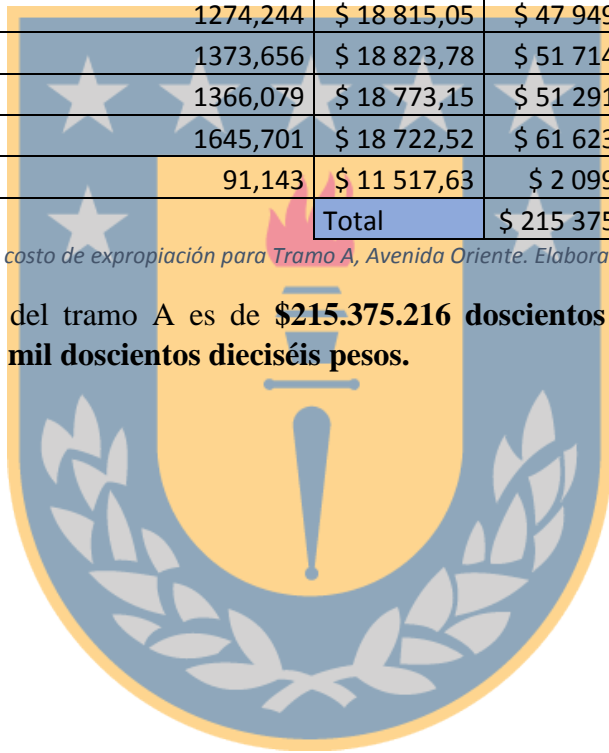 1274,244 $ 18 815,05 $ 47 949
1373,656 $ 18 823,78 $ 51 714
1366,079 $ 18 773,15 $ 51 291
1645,701 $ 18 722,52 $ 61 623
91,143 $ 11 517,63 $ 2 099
Total $ 215 375
costo de expropiación para Tramo A, Avenida Oriente. Elabora
del tramo A es de $215.375.216 doscientos
mil doscientos dieciséis pesos.